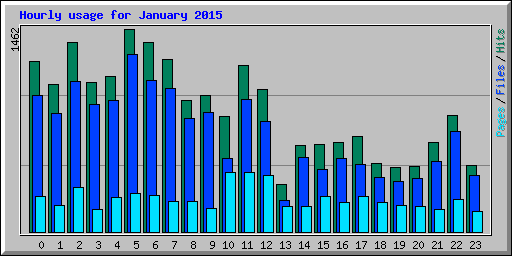 Hourly usage for January 2015
1462
Pages/Files/Hits
0 1 2 3 4 5 6 7 8 9 10 11 12 13 14 15 16 17 18 19 20 21 22 23